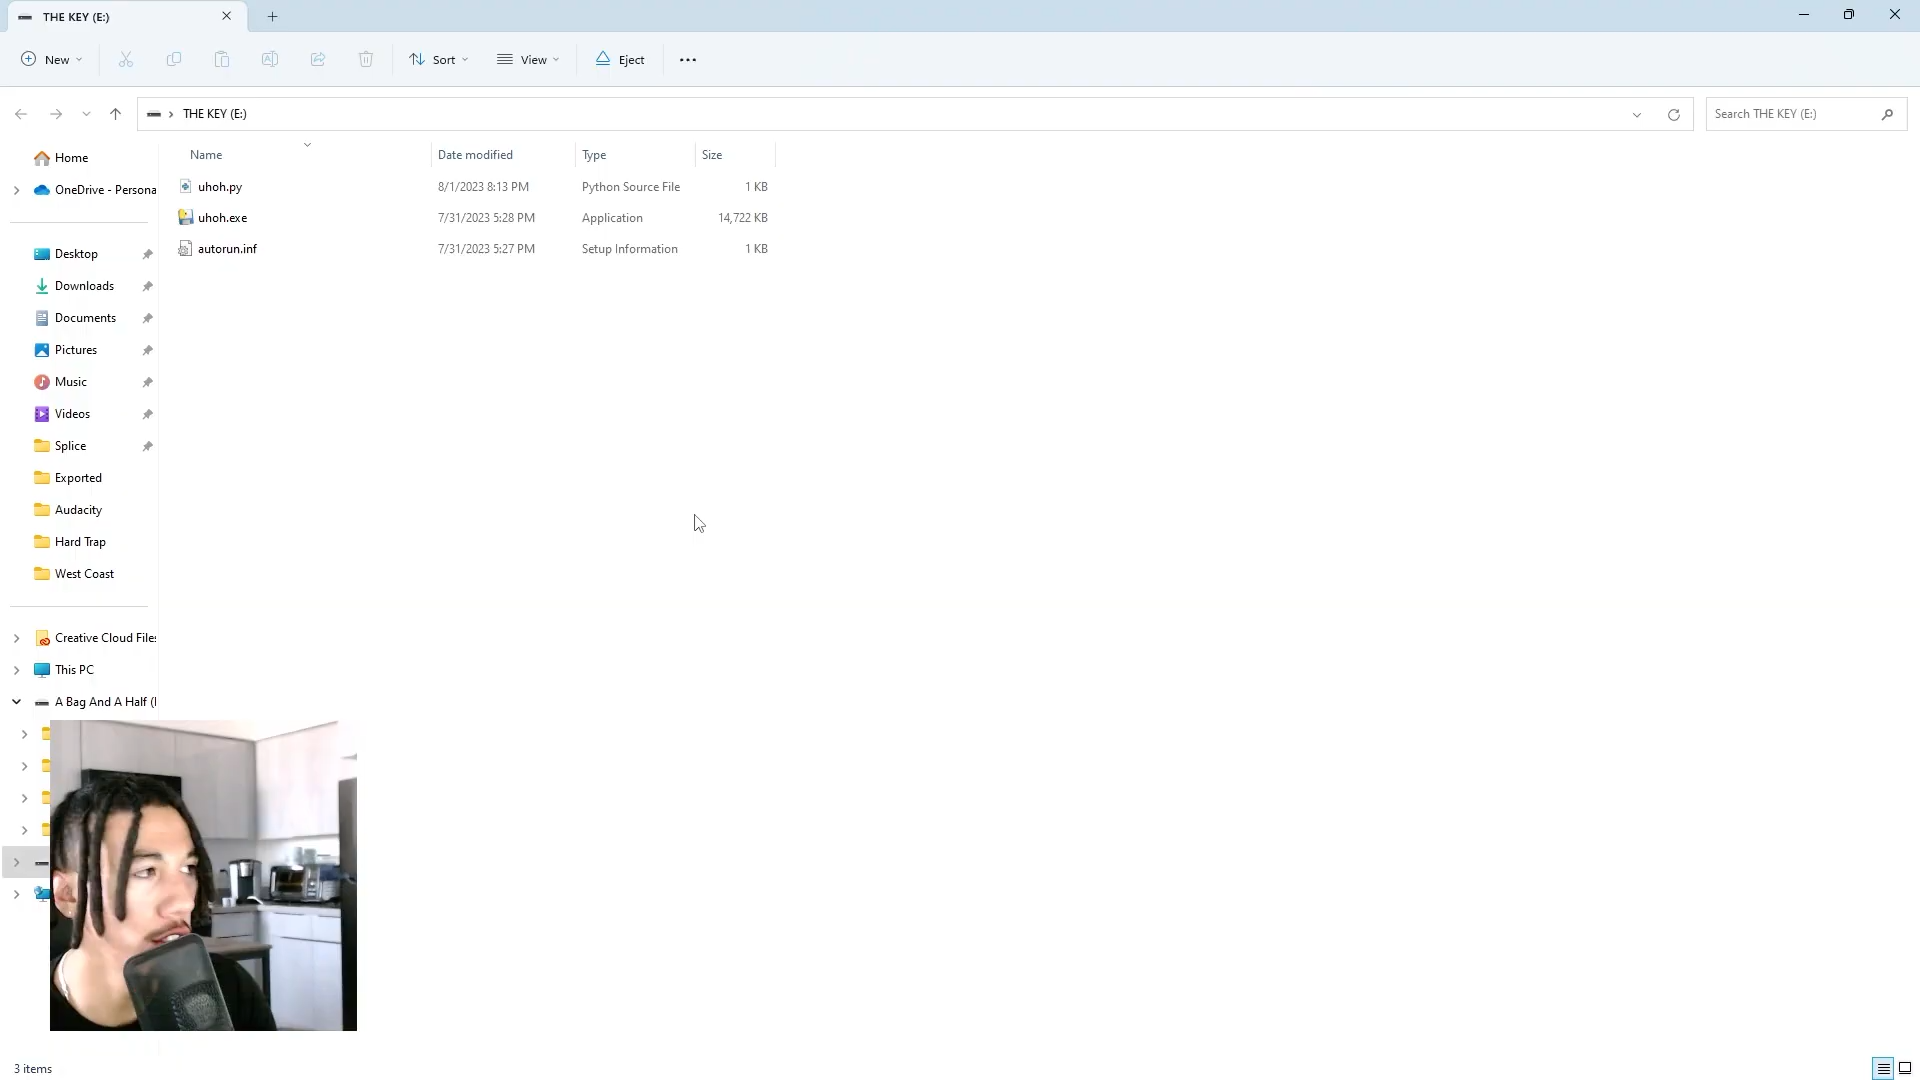 THE KEY (E:)
New
Sort
View
Eject
THE KEY (E:)
Search THE KEY (E:)
Name Date modified Type Size
uhoh.py 8/1/2023 8:13 PM Python Source File 1 KB
uhoh.exe 7/31/2023 5:28 PM Application 14,722 KB
autorun.inf 7/31/2023 5:27 PM Setup Information 1 KB
Home
OneDrive - Persona
Desktop
Downloads
Documents
Pictures
Music
Videos
Splice
Exported
Audacity
Hard Trap
West Coast
Creative Cloud Files
This PC
A Bag And A Half (
3 items